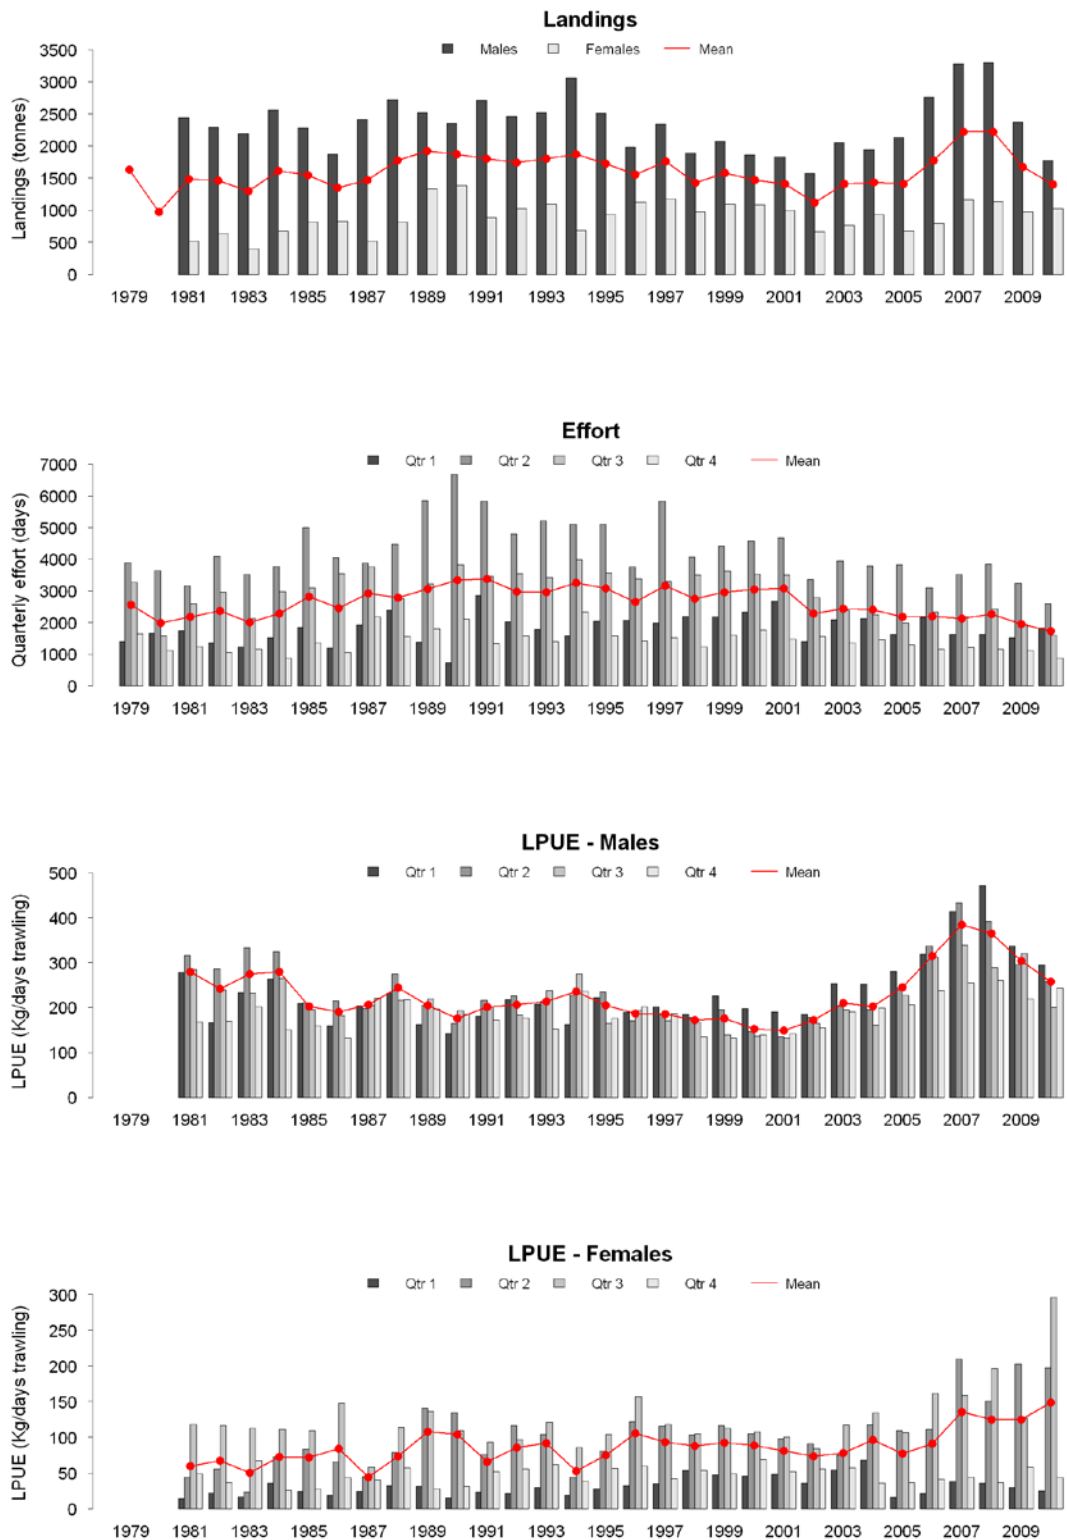 Landings
Males Females Mean
Landings (tonnes)
3500
3000
2500
2000
1500
1000
500
0
1979 1981 1983 1985 1987 1989 1991 1993 1995 1997 1999 2001 2003 2005 2007 2009
Effort
Qtr 1 Qtr 2 Qtr 3 Qtr 4 Mean
Quarterly effort (days)
7000
6000
5000
4000
3000
2000
1000
0
1979 1981 1983 1985 1987 1989 1991 1993 1995 1997 1999 2001 2003 2005 2007 2009
LPUE - Males
Qtr 1 Qtr 2 Qtr 3 Qtr 4 Mean
LPUE (Kg/days trawling)
500
400
300
200
100
0
1979 1981 1983 1985 1987 1989 1991 1993 1995 1997 1999 2001 2003 2005 2007 2009
LPUE - Females
Qtr 1 Qtr 2 Qtr 3 Qtr 4 Mean
LPUE (Kg/days trawling)
300
250
200
150
100
50
0
1979 1981 1983 1985 1987 1989 1991 1993 1995 1997 1999 2001 2003 2005 2007 2009